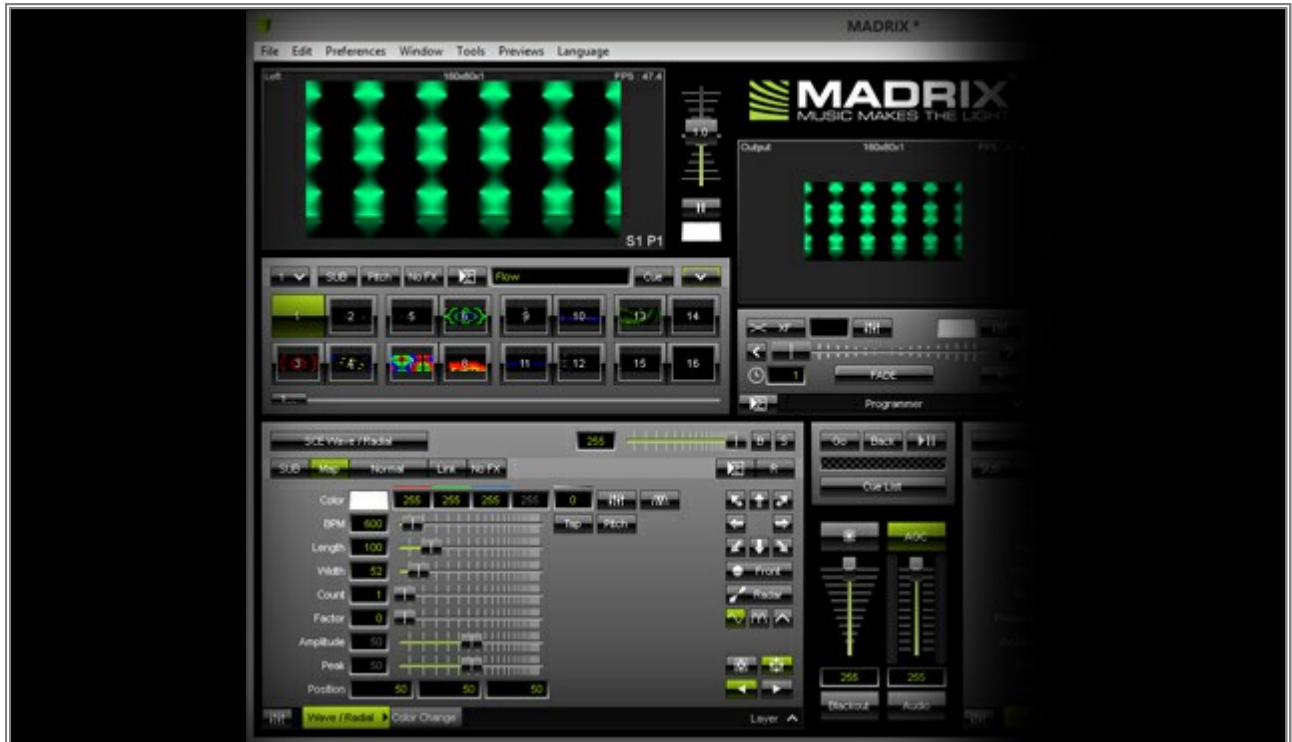 MADRIX *
File Edit Preferences Window Tools Previews Language
Left 160x80x1 FPS : 47.4
1.0
S1 P1
MADRIX
MUSIC MAKES THE LIGHT
Output 160x80x1
1 SUB Pitch No FX Flow Cue
1 2 5 6 9 10 13 14
3 4 8 11 12 15 16
XF
1 FADE
Programmer
SCE Wave / Radial 255 B S
SUB Map Normal Link No FX R
Color 255 255 255 255 0
BPM 600 Tap Pitch
Length 100
Width 52
Front
Count 1 Radar
Factor 0
Amplitude 50
Peak 50
Position 50 50 50
Wave / Radial Color Change Layer
Go Back
Cue List
AGC
255 255
Blackout Audio